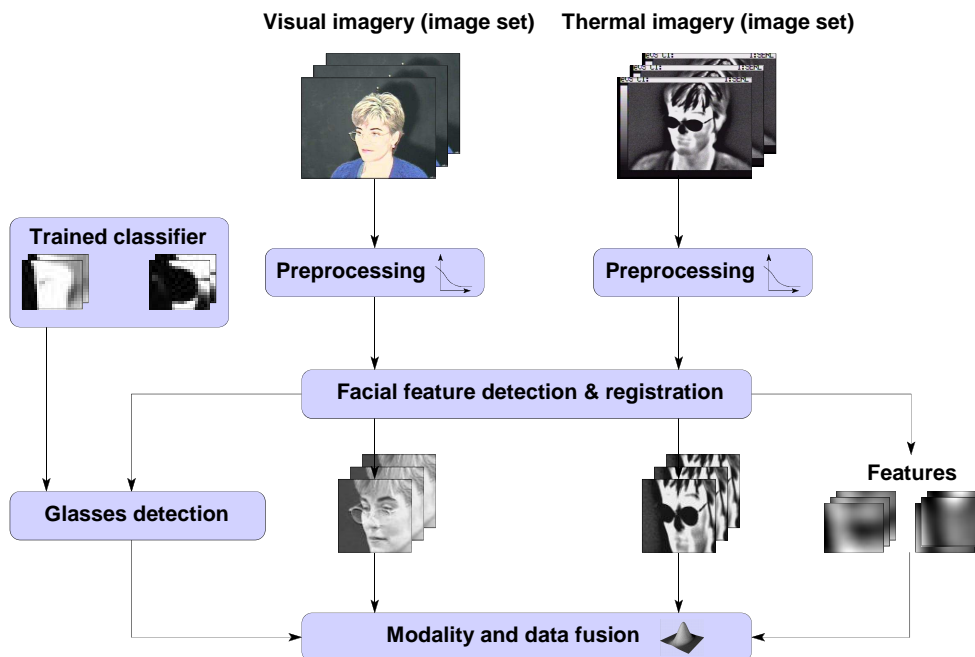 Visual imagery (image set)
Thermal imagery (image set)
Trained classifier
Preprocessing
Preprocessing
Facial feature detection & registration
Features
Glasses detection
Modality and data fusion